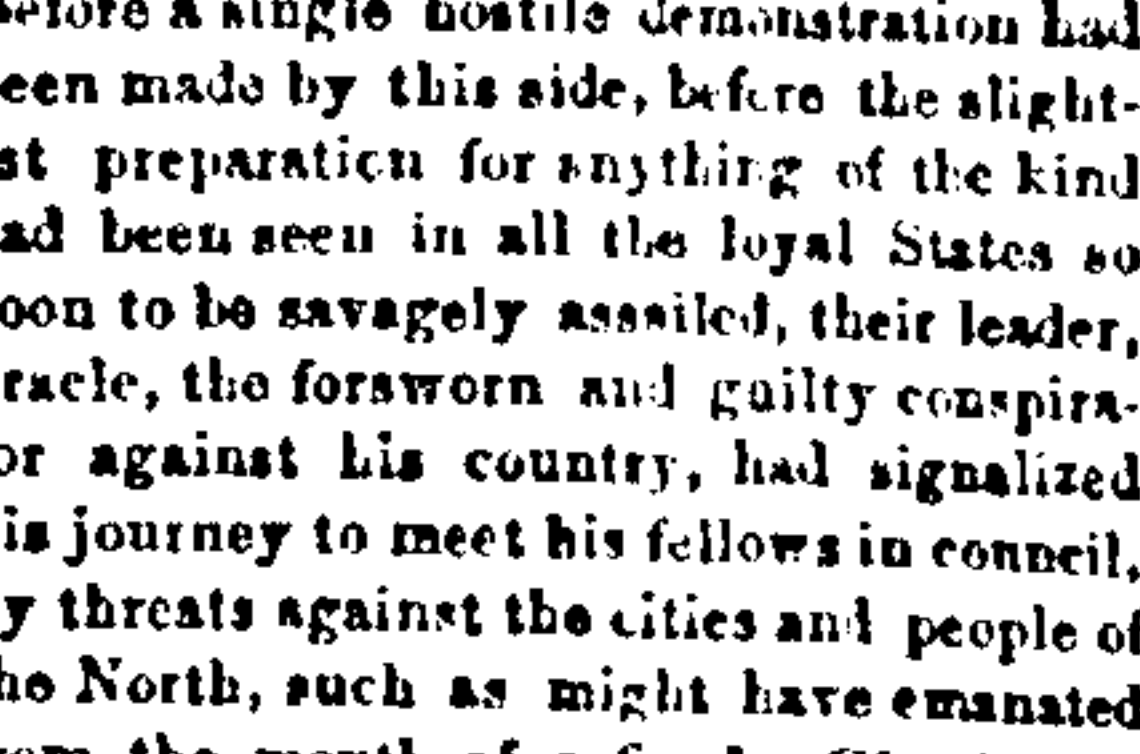 before a single hostile demonstration had
een made by this side, before the slight-
st preparation for anything of the kind
ad been seen in all the loyal States so
oon to be savagely assailed, their leader,
racle, the forsworn and guilty conspira-
or against his country, had signalized
is journey to meet his fellows in council,
y threats against the cities and people of
he North, such as might have emanated
the mouth of a